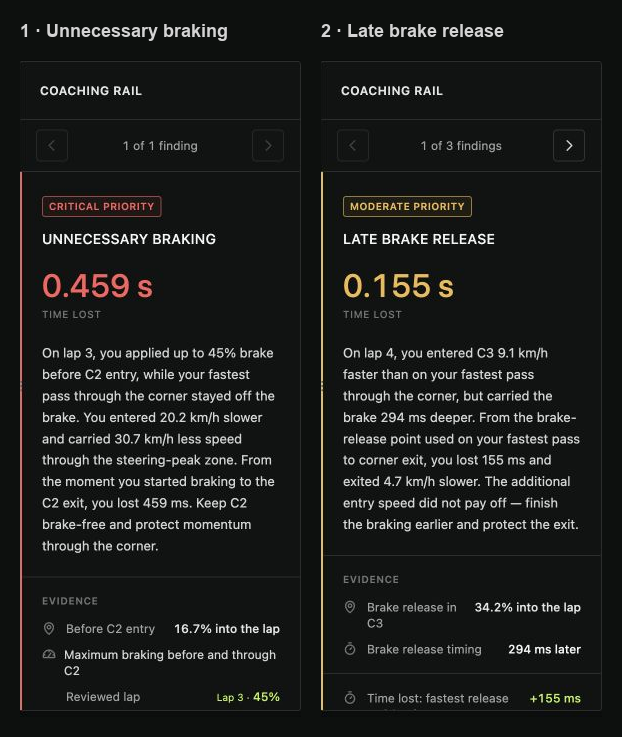 1 · Unnecessary braking
COACHING RAIL
1 of 1 finding
CRITICAL PRIORITY
UNNECESSARY BRAKING
0.459 s
TIME LOST
On lap 3, you applied up to 45% brake
before C2 entry, while your fastest
pass through the corner stayed off the
brake. You entered 20.2 km/h slower
and carried 30.7 km/h less speed
through the steering-peak zone. From
the moment you started braking to the
C2 exit, you lost 459 ms. Keep C2
brake-free and protect momentum
through the corner.
EVIDENCE
Before C2 entry 16.7% into the lap
Maximum braking before and through
C2
Reviewed lap Lap 3 · 45%
2 · Late brake release
COACHING RAIL
1 of 3 findings
MODERATE PRIORITY
LATE BRAKE RELEASE
0.155 s
TIME LOST
On lap 4, you entered C3 9.1 km/h
faster than on your fastest pass
through the corner, but carried the
brake 294 ms deeper. From the brake-
release point used on your fastest pass
to corner exit, you lost 155 ms and
exited 4.7 km/h slower. The additional
entry speed did not pay off — finish
the braking earlier and protect the exit.
EVIDENCE
Brake release in 34.2% into the lap
C3
Brake release timing 294 ms later
Time lost: fastest release +155 ms